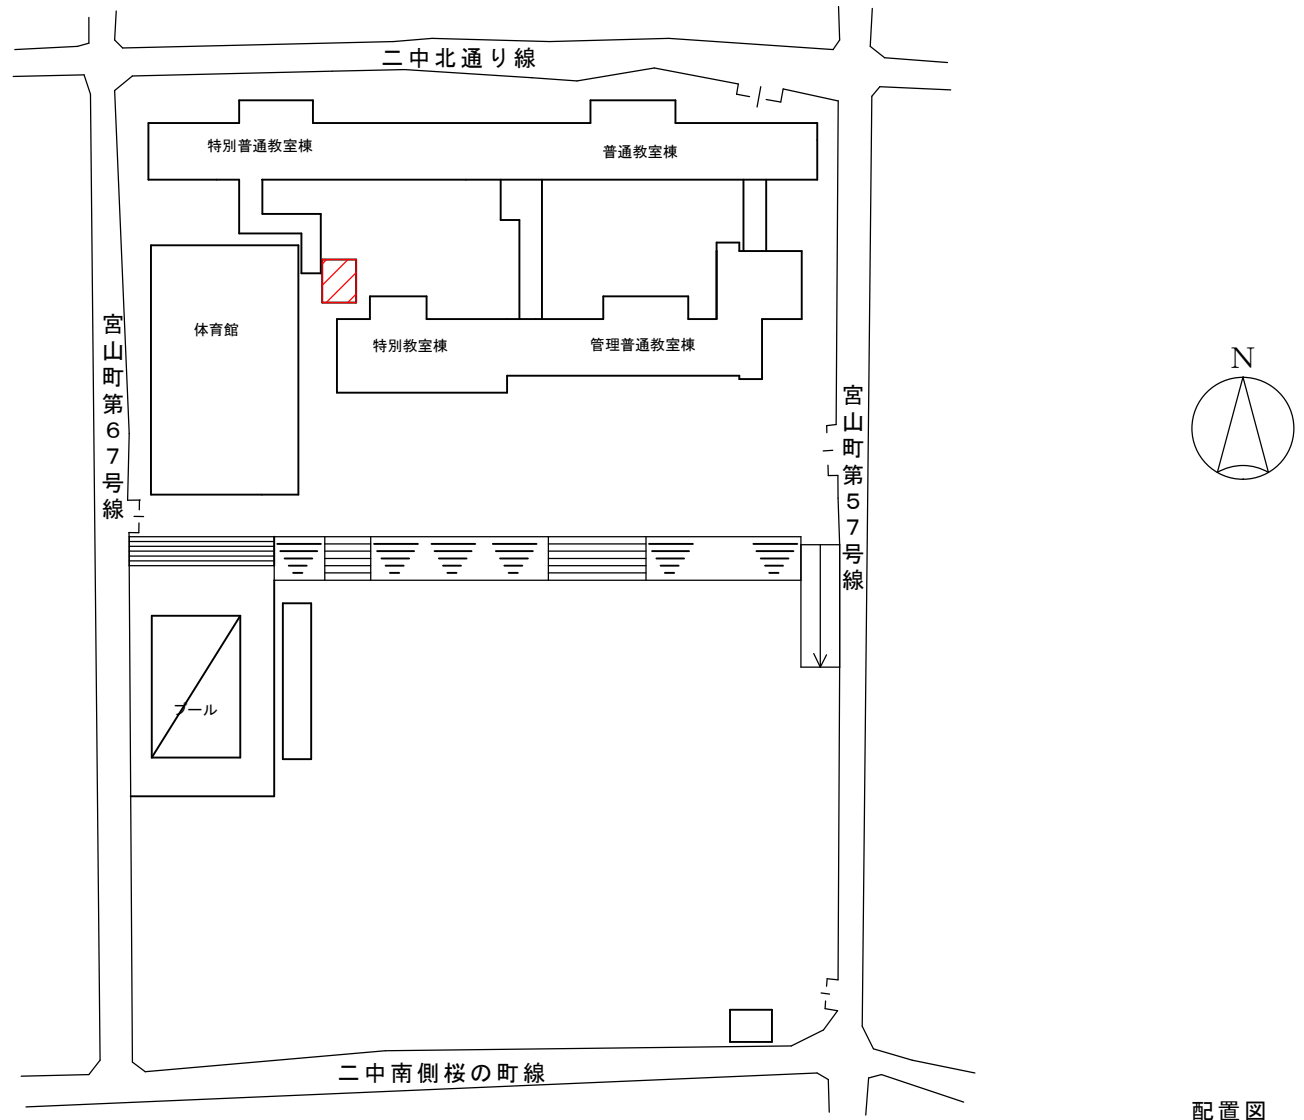 二中北通り線
特別普通教室棟
普通教室棟
体育館
特別教室棟
管理普通教室棟
宮山町第６７号線
宮山町第５７号線
N
プール
二中南側桜の町線
配置図